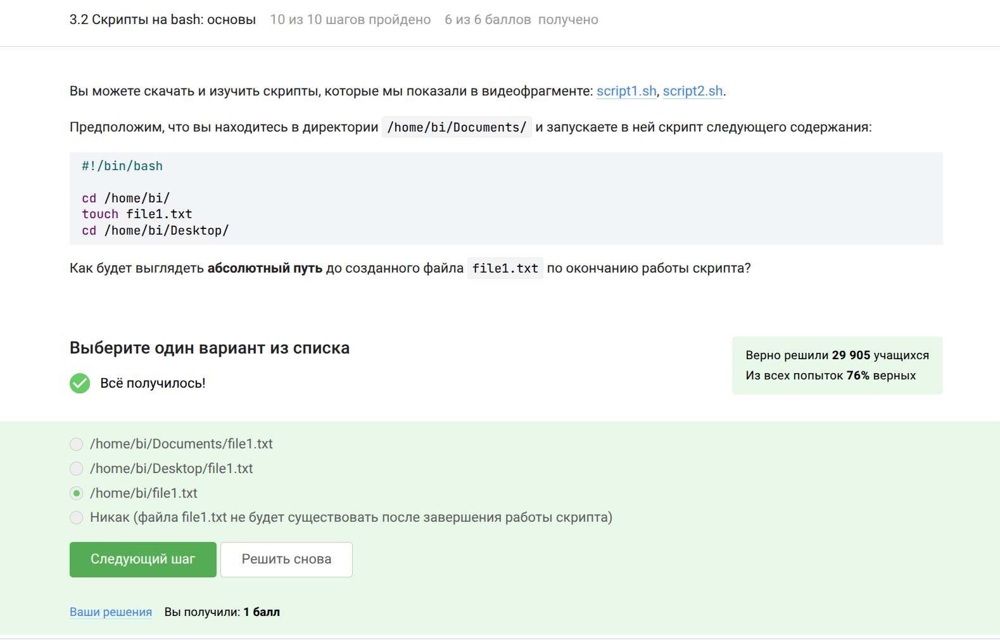 3.2 Скрипты на bash: основы 10 из 10 шагов пройдено 6 из 6 баллов получено
Вы можете скачать и изучить скрипты, которые мы показали в видеофрагменте: script1.sh, script2.sh.
Предположим, что вы находитесь в директории /home/bi/Documents/ и запускаете в ней скрипт следующего содержания:
#!/bin/bash
cd /home/bi/
touch file1.txt
cd /home/bi/Desktop/
Как будет выглядеть абсолютный путь до созданного файла file1.txt по окончанию работы скрипта?
Выберите один вариант из списка
Всё получилось!
Верно решили 29 905 учащихся
Из всех попыток 76% верных
/home/bi/Documents/file1.txt
/home/bi/Desktop/file1.txt
/home/bi/file1.txt
Никак (файла file1.txt не будет существовать после завершения работы скрипта)
Следующий шаг Решить снова
Ваши решения Вы получили: 1 балл